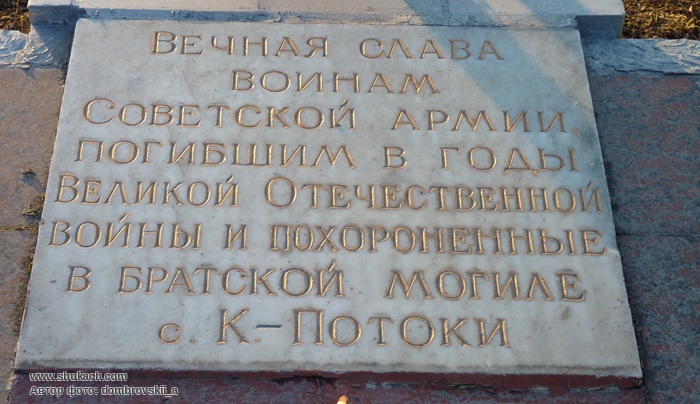 Вечная слава
воинам
Советской армии,
погибшим в годы
Великой Отечественной
войны и похороненные
в братской могиле
с К.-Потоки
www.shukach.com
Автор фото: dombrovskii_a